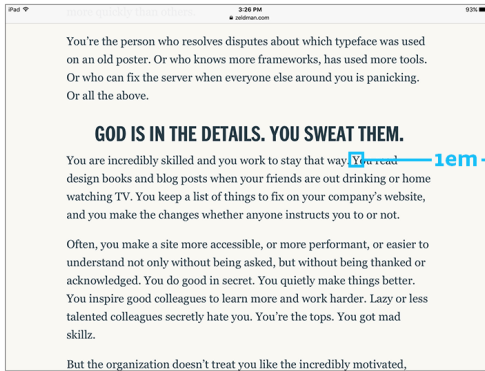 iPad
3:26 PM
93%
more quickly than others.
zeldman.com
You’re the person who resolves disputes about which typeface was used
on an old poster. Or who knows more frameworks, has used more tools.
Or who can fix the server when everyone else around you is panicking.
Or all the above.
GOD IS IN THE DETAILS. YOU SWEAT THEM.
You are incredibly skilled and you work to stay that way. You read
1em
design books and blog posts when your friends are out drinking or home
watching TV. You keep a list of things to fix on your company’s website,
and you make the changes whether anyone instructs you to or not.
Often, you make a site more accessible, or more performant, or easier to
understand not only without being asked, but without being thanked or
acknowledged. You do good in secret. You quietly make things better.
You inspire good colleagues to learn more and work harder. Lazy or less
talented colleagues secretly hate you. You’re the tops. You got mad
skillz.
But the organization doesn’t treat you like the incredibly motivated,